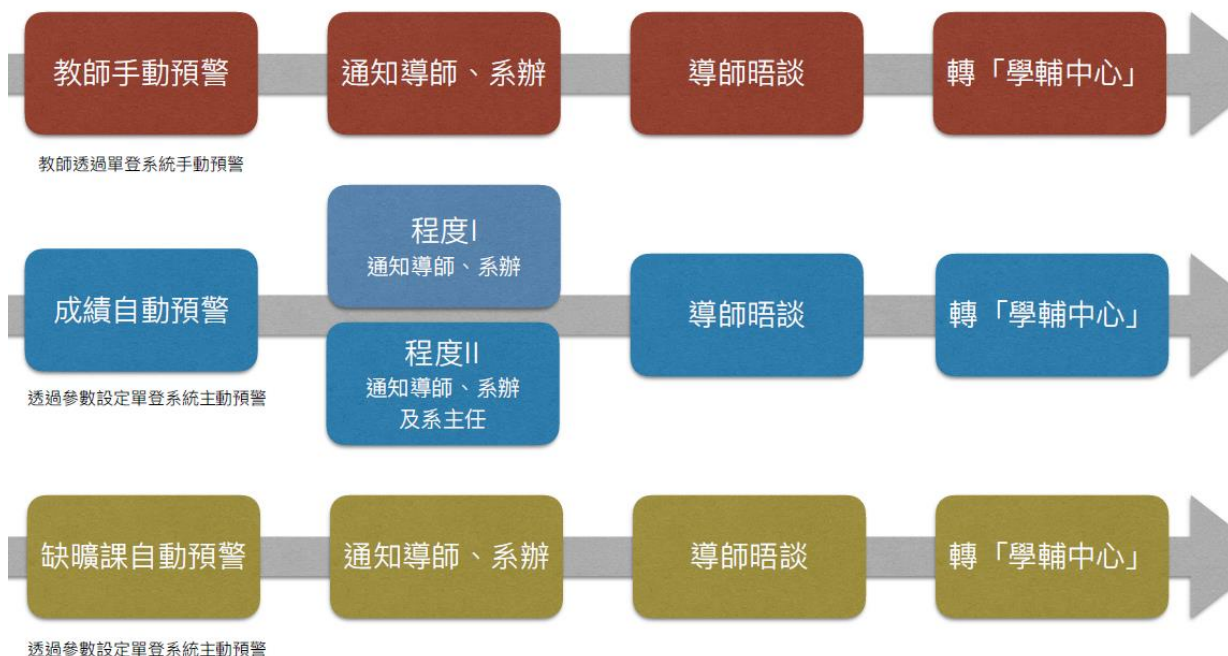 教師手動預警
通知導師、系辦
導師晤談
轉「學輔中心」
教師透過單登系統手動預警
成績自動預警
程度I
通知導師、系辦
程度II
通知導師、系辦
及系主任
導師晤談
轉「學輔中心」
透過參數設定單登系統主動預警
缺曠課自動預警
通知導師、系辦
導師晤談
轉「學輔中心」
透過參數設定單登系統主動預警